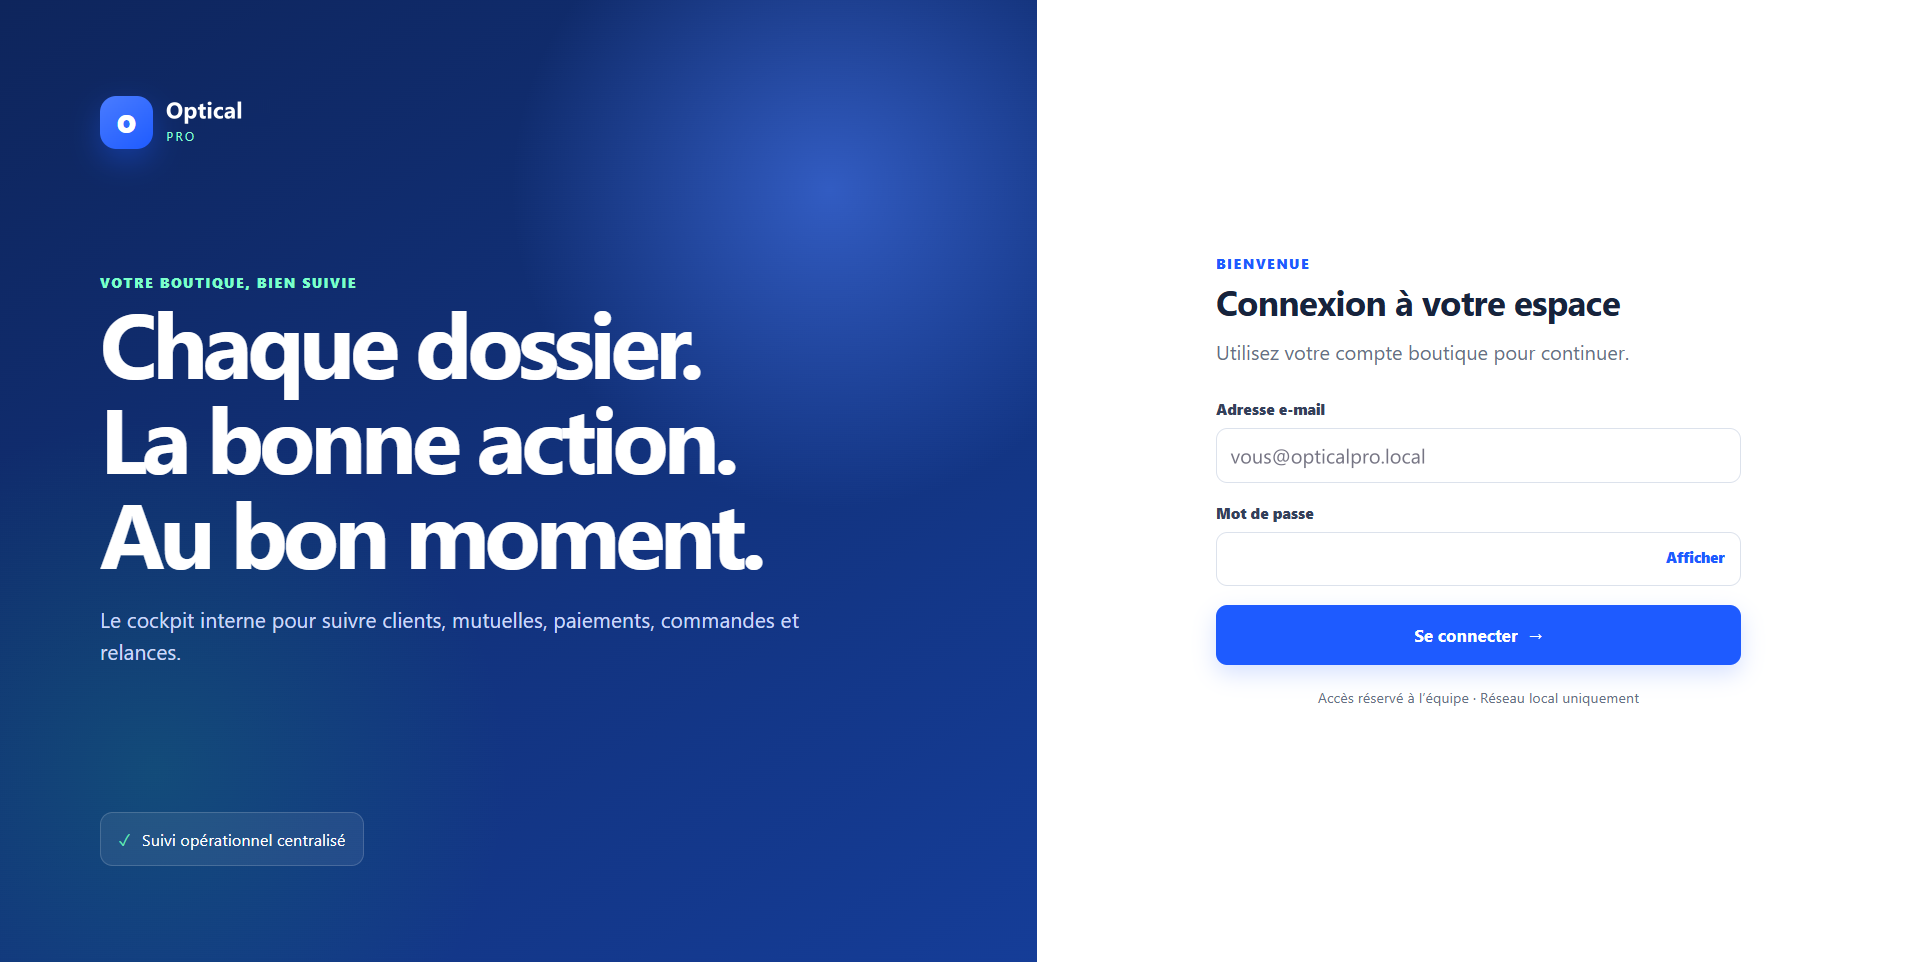 o
Optical
PRO
VOTRE BOUTIQUE, BIEN SUIVIE
Chaque dossier.
La bonne action.
Au bon moment.
Le cockpit interne pour suivre clients, mutuelles, paiements, commandes et
relances.
✓ Suivi opérationnel centralisé
BIENVENUE
Connexion à votre espace
Utilisez votre compte boutique pour continuer.
Adresse e-mail
vous@opticalpro.local
Mot de passe
Afficher
Se connecter →
Accès réservé à l’équipe · Réseau local uniquement